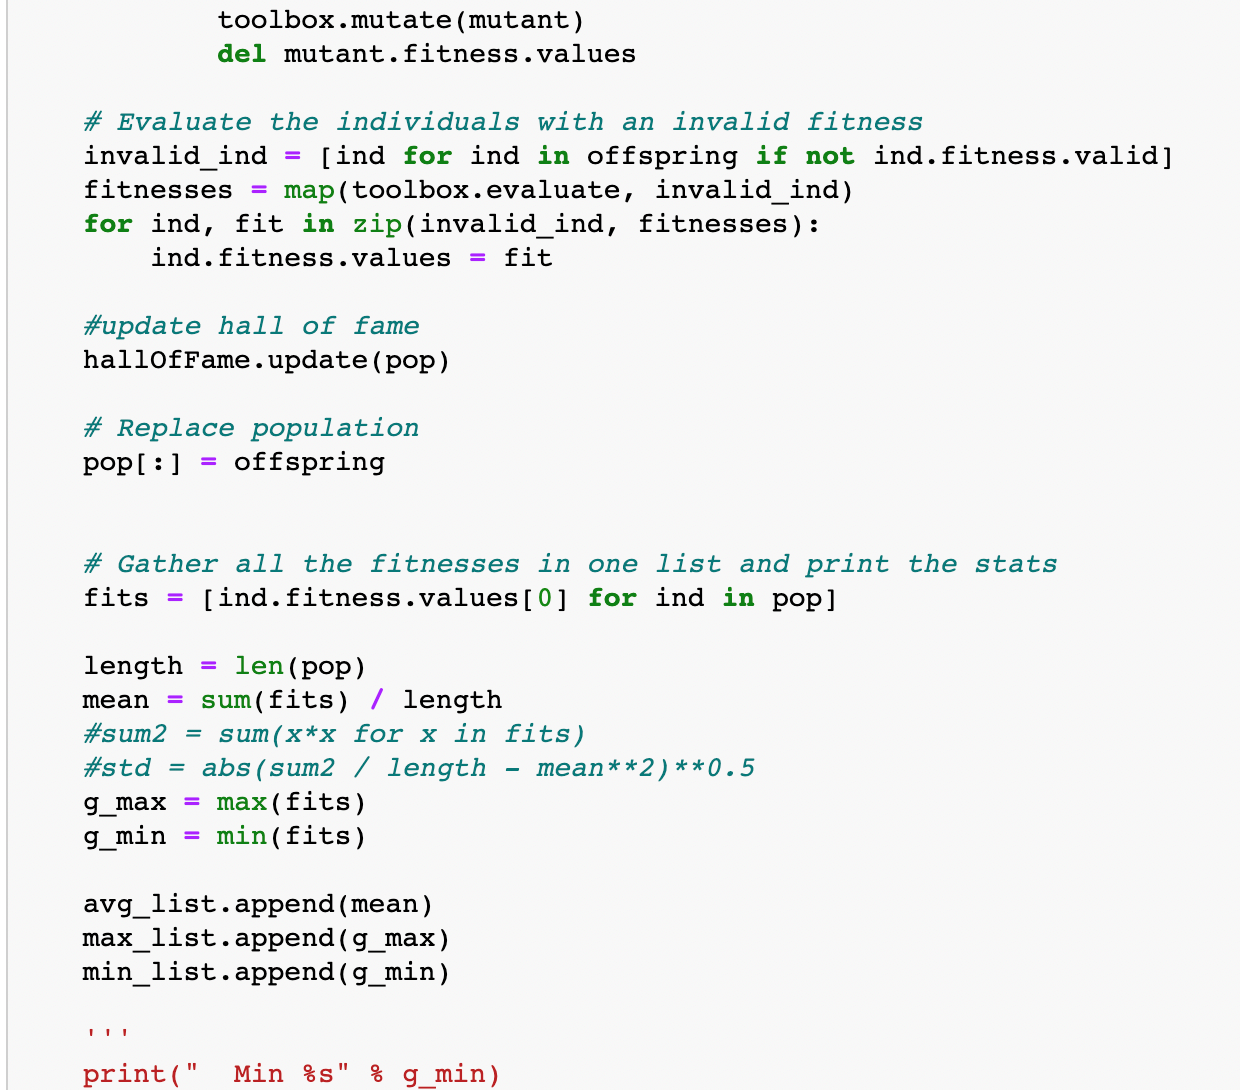 toolbox.mutate(mutant)
            del mutant.fitness.values

    # Evaluate the individuals with an invalid fitness
    invalid_ind = [ind for ind in offspring if not ind.fitness.valid]
    fitnesses = map(toolbox.evaluate, invalid_ind)
    for ind, fit in zip(invalid_ind, fitnesses):
        ind.fitness.values = fit

    #update hall of fame
    hallOfFame.update(pop)

    # Replace population
    pop[:] = offspring


    # Gather all the fitnesses in one list and print the stats
    fits = [ind.fitness.values[0] for ind in pop]

    length = len(pop)
    mean = sum(fits) / length
    #sum2 = sum(x*x for x in fits)
    #std = abs(sum2 / length - mean**2)**0.5
    g_max = max(fits)
    g_min = min(fits)

    avg_list.append(mean)
    max_list.append(g_max)
    min_list.append(g_min)

    '''
    print("  Min %s" % g_min)